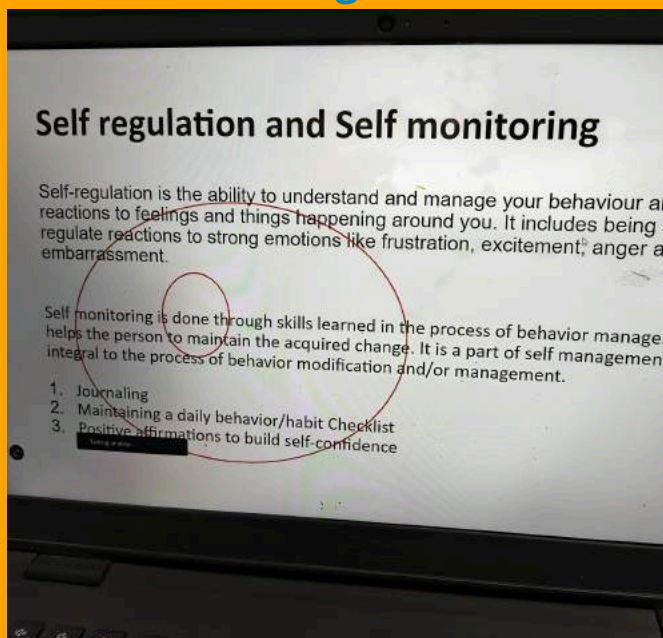 Self regulation and Self monitoring
Self-regulation is the ability to understand and manage your behaviour
reactions to feelings and things happening around you. It includes being
regulate reactions to strong emotions like frustration, excitement, anger
embarrassment.
Self monitoring is done through skills learned in the process of behavior
helps the person to maintain the acquired change. It is a part of self
integral to the process of behavior modification and/or management.
1. Journaling
2. Maintaining a daily behavior/habit Checklist
3. Positive affirmations to build self-confidence